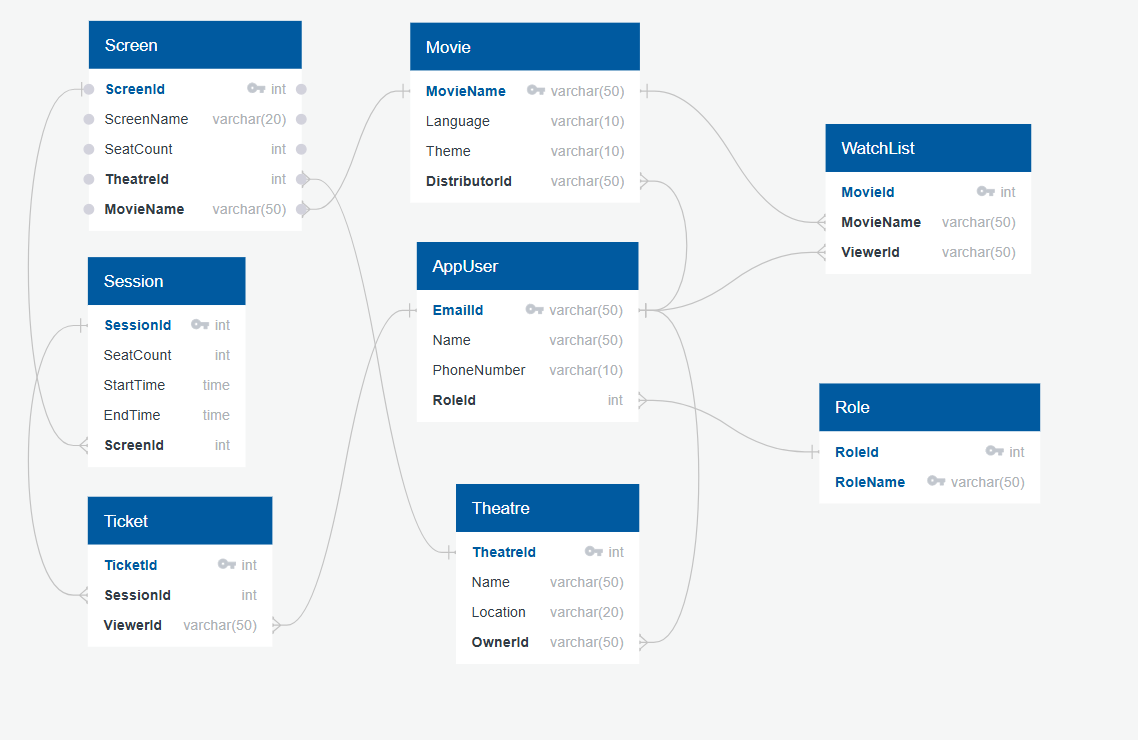 Screen
ScreenId int
ScreenName varchar(20)
SeatCount int
TheatreId int
MovieName varchar(50)
Session
SessionId int
SeatCount int
StartTime time
EndTime time
ScreenId int
Ticket
TicketId int
SessionId int
ViewerId varchar(50)
Movie
MovieName varchar(50)
Language varchar(10)
Theme varchar(10)
DistributorId varchar(50)
AppUser
EmailId varchar(50)
Name varchar(50)
PhoneNumber varchar(10)
RoleId int
Theatre
TheatreId int
Name varchar(50)
Location varchar(20)
OwnerId varchar(50)
WatchList
MovieId int
MovieName varchar(50)
ViewerId varchar(50)
Role
RoleId int
RoleName varchar(50)